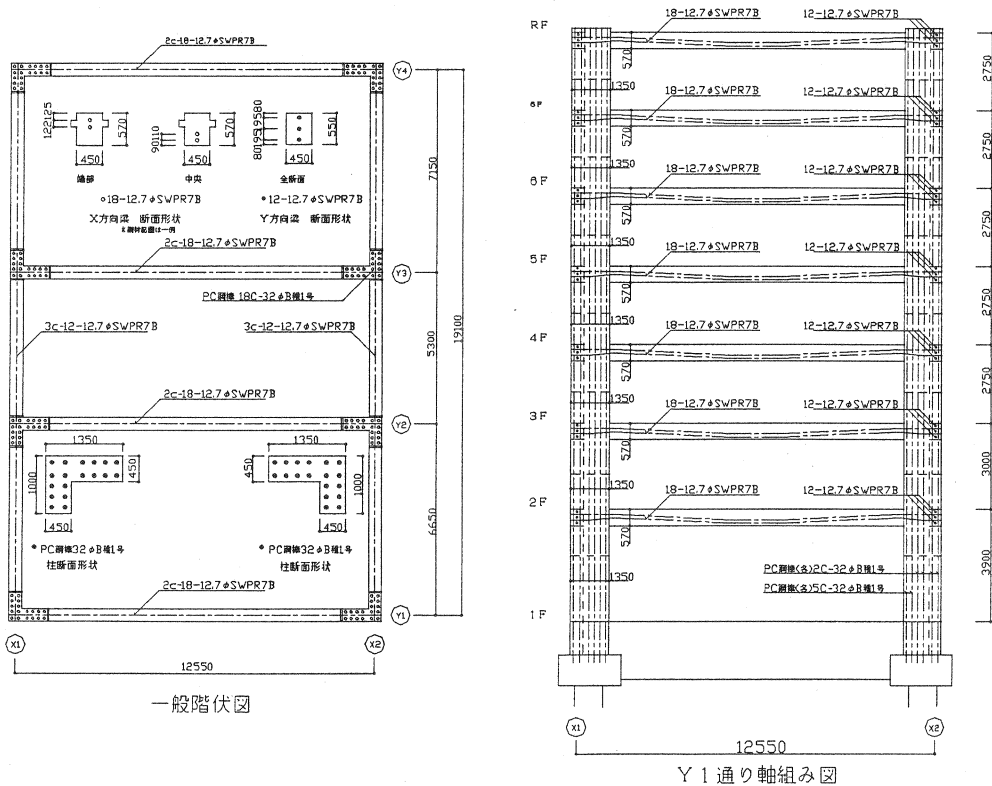 2c-18-12.7φSWPR7B
Y4
122125
570
450
端部
90110
570
450
中央
8019519580
550
全断面
○18-12.7φSWPR7B
●12-12.7φSWPR7B
X方向梁 断面形状
Y方向梁 断面形状
7150
2c-18-12.7φSWPR7B
Y3
PC鋼棒 18C-32φB種1号
3c-12-12.7φSWPR7B
3c-12-12.7φSWPR7B
5300
19100
2c-18-12.7φSWPR7B
Y2
1350
450
1000
450
1350
450
1000
450
● PC鋼棒32φB種1号
柱断面形状
● PC鋼棒32φB種1号
柱断面形状
6650
2c-18-12.7φSWPR7B
Y1
X1
X2
12550
一般階伏図
RF
18-12.7φSWPR7B
12-12.7φSWPR7B
570
2750
1350
18-12.7φSWPR7B
12-12.7φSWPR7B
570
2750
1350
6F
18-12.7φSWPR7B
12-12.7φSWPR7B
570
2750
1350
5F
18-12.7φSWPR7B
12-12.7φSWPR7B
570
2750
1350
4F
18-12.7φSWPR7B
12-12.7φSWPR7B
570
2750
1350
3F
18-12.7φSWPR7B
12-12.7φSWPR7B
570
3000
1350
2F
18-12.7φSWPR7B
12-12.7φSWPR7B
570
3900
1350
PC鋼棒(各)2C-32φB種1号
PC鋼棒(各)5C-32φB種1号
1F
X1
X2
12550
Y1通り軸組み図